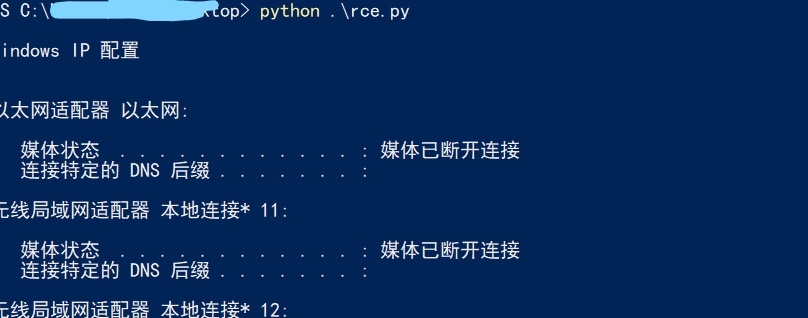 S C:\ ktop> python .\rce.py
indows IP 配置
以太网适配器 以太网:
媒体状态 . . . . . . . . . . . . : 媒体已断开连接
连接特定的 DNS 后缀 . . . . . . . :
无线局域网适配器 本地连接* 11:
媒体状态 . . . . . . . . . . . . : 媒体已断开连接
连接特定的 DNS 后缀 . . . . . . . :
无线局域网适配器 本地连接* 12: